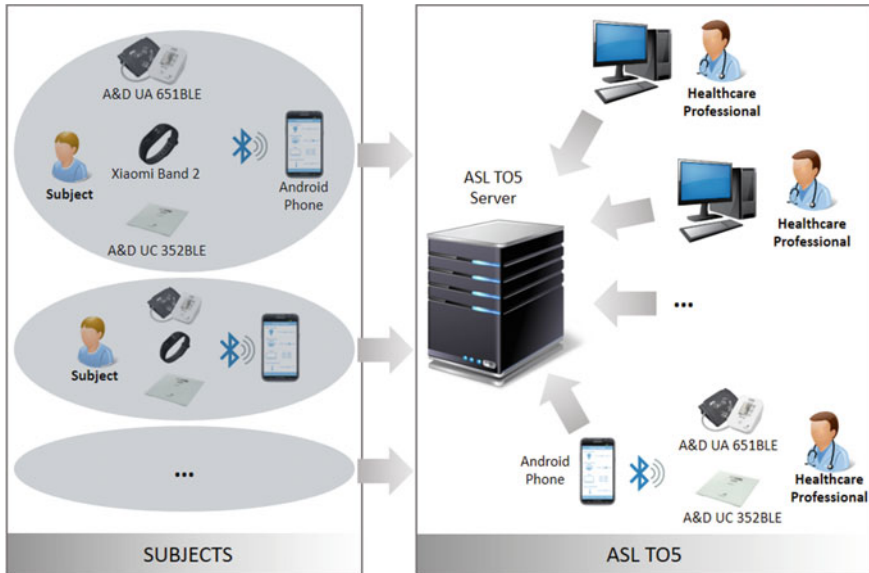 A&D UA 651BLE
Subject
Xiaomi Band 2
Android
Phone
A&D UC 352BLE
Subject
...
SUBJECTS
Healthcare
Professional
ASL TO5
Server
Healthcare
Professional
...
Android
Phone
A&D UA 651BLE
A&D UC 352BLE
Healthcare
Professional
ASL TO5